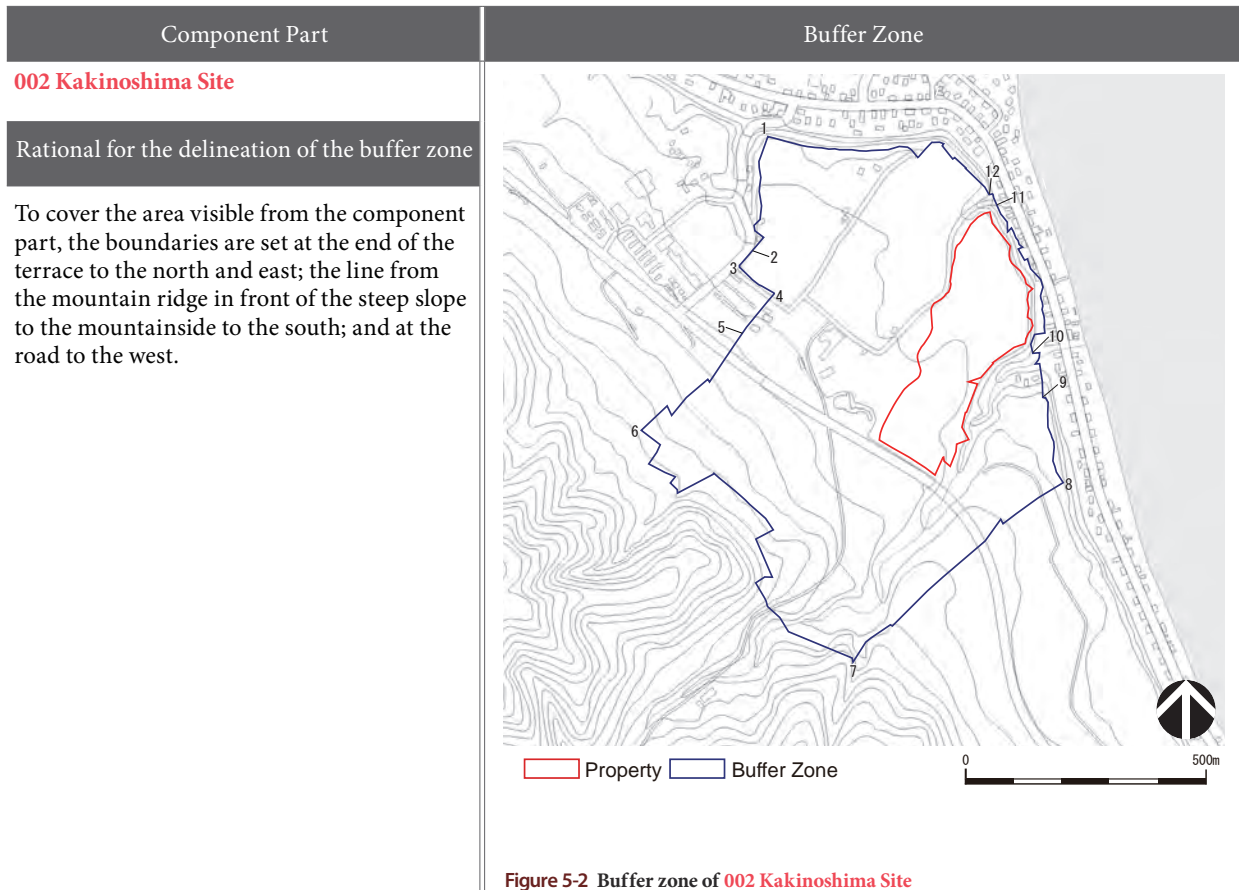 Component Part
Buffer Zone
002 Kakinoshima Site
Rational for the delineation of the buffer zone
To cover the area visible from the component
part, the boundaries are set at the end of the
terrace to the north and east; the line from
the mountain ridge in front of the steep slope
to the mountainside to the south; and at the
road to the west.
1
12
11
2
3
4
5
10
9
6
8
7
Property
Buffer Zone
0
500m
Figure 5-2 Buffer zone of 002 Kakinoshima Site